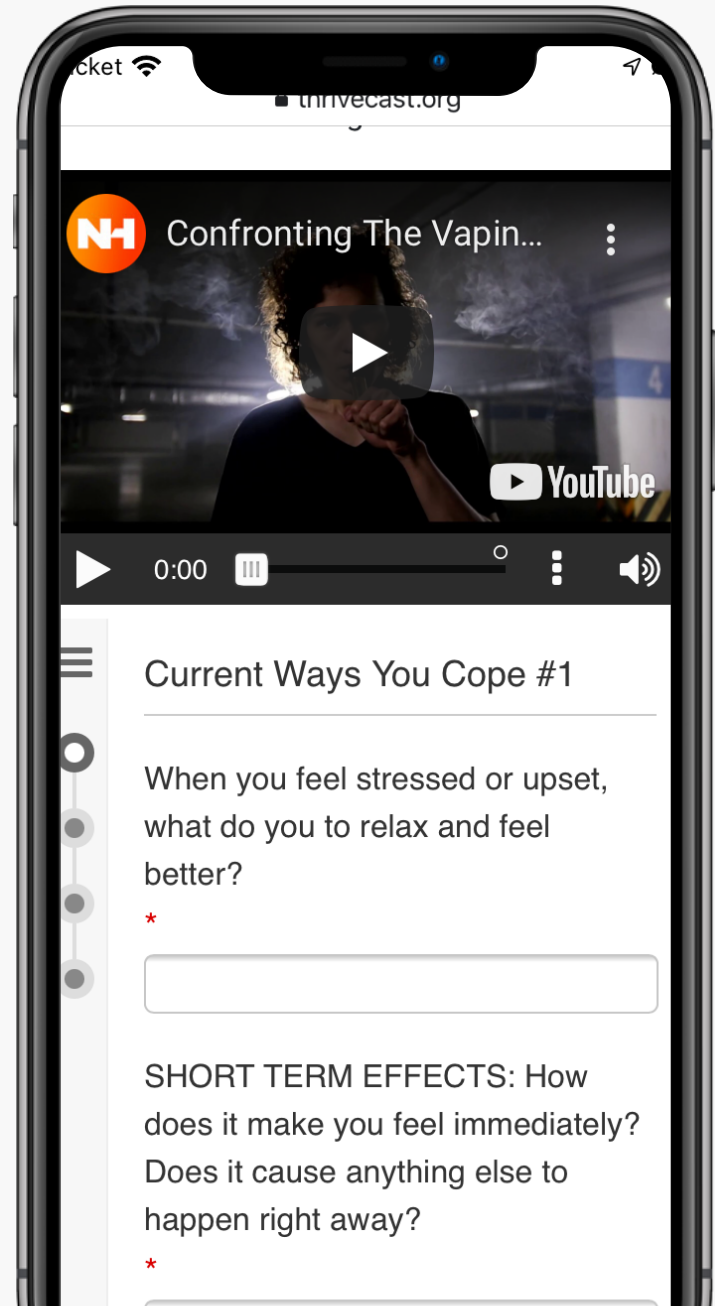 cket
thrivecast.org
NH
Confronting The Vapin...
4
YouTube
0:00
Current Ways You Cope #1
When you feel stressed or upset,
what do you to relax and feel
better?
*
SHORT TERM EFFECTS: How
does it make you feel immediately?
Does it cause anything else to
happen right away?
*